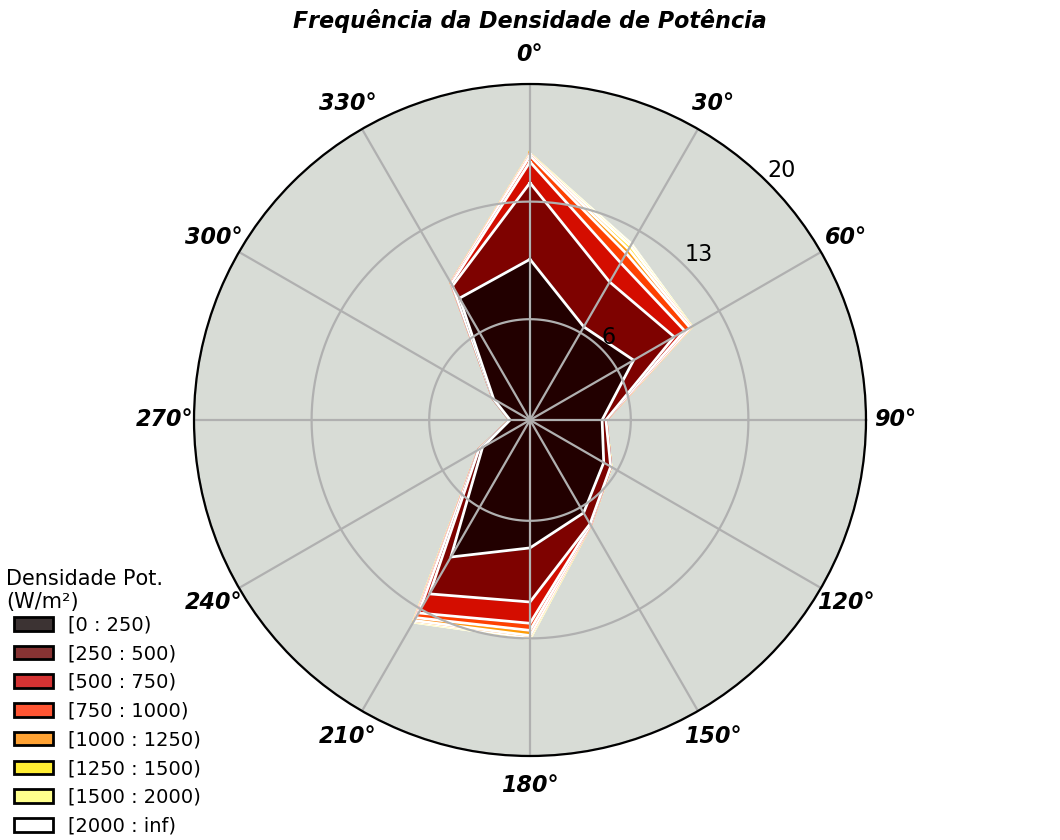 Frequência da Densidade de Potência
0°
330°
30°
20
300°
60°
13
6
270°
90°
240°
120°
210°
150°
180°
Densidade Pot.
(W/m²)
[0 : 250)
[250 : 500)
[500 : 750)
[750 : 1000)
[1000 : 1250)
[1250 : 1500)
[1500 : 2000)
[2000 : inf)